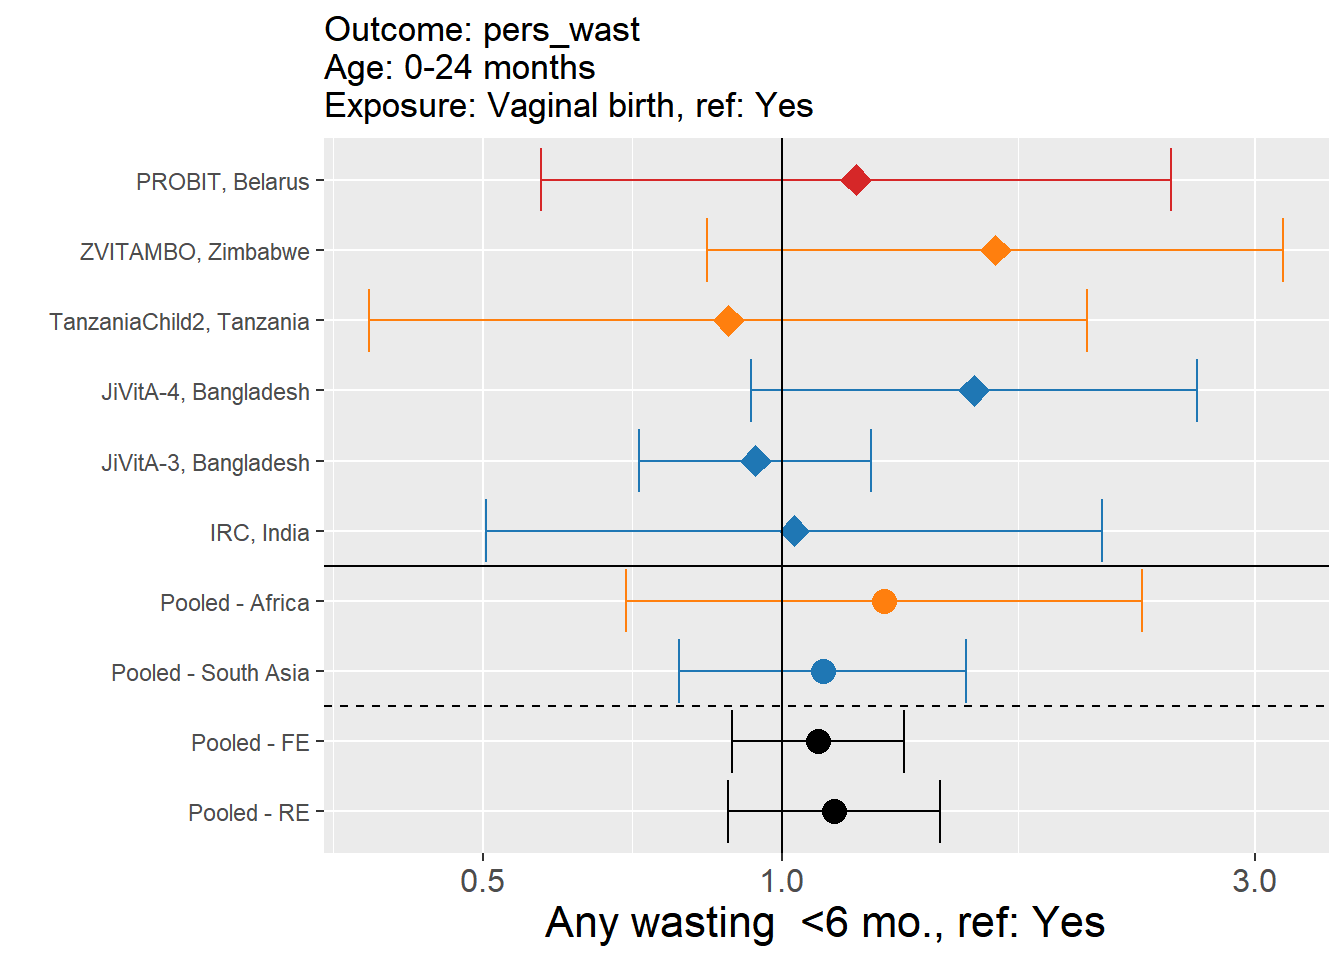 Outcome: pers_wast
Age: 0-24 months
Exposure: Vaginal birth, ref: Yes
PROBIT, Belarus
ZVITAMBO, Zimbabwe
TanzaniaChild2, Tanzania
JiVitA-4, Bangladesh
JiVitA-3, Bangladesh
IRC, India
Pooled - Africa
Pooled - South Asia
Pooled - FE
Pooled - RE
0.5 1.0 3.0
Any wasting  <6 mo., ref: Yes